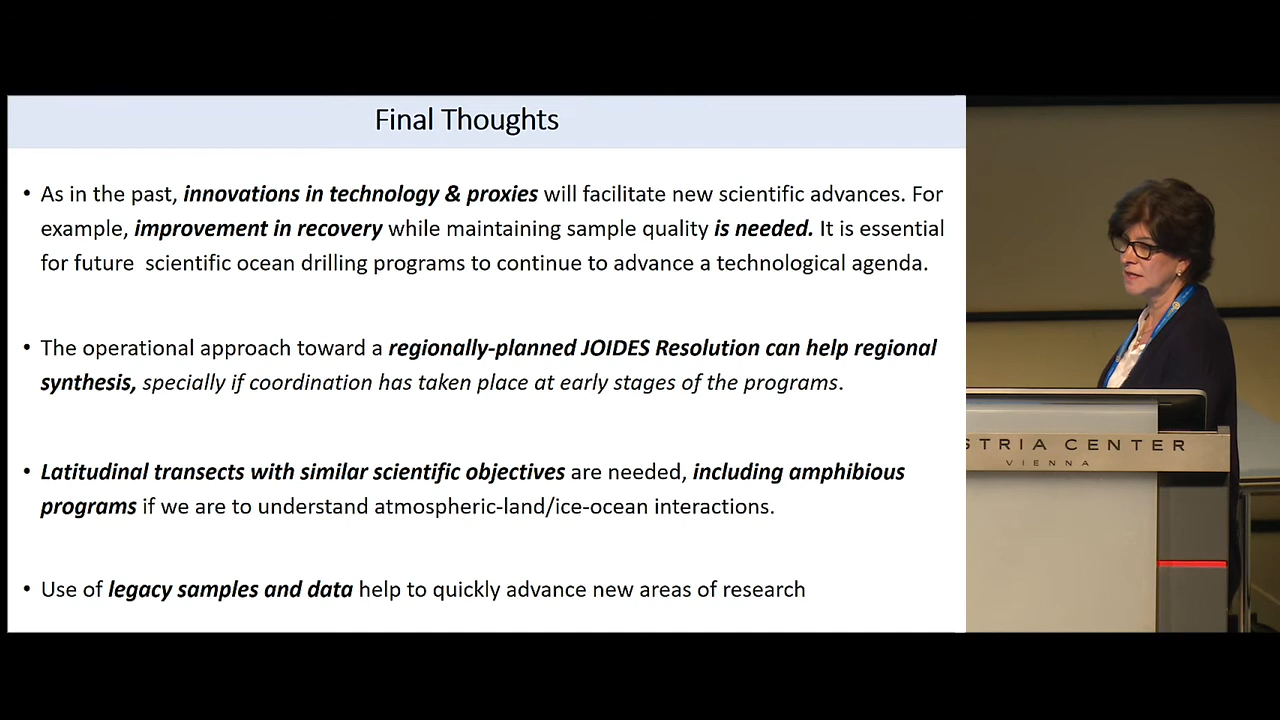 Final Thoughts
• As in the past, innovations in technology & proxies will facilitate new scientific advances. For
example, improvement in recovery while maintaining sample quality is needed. It is essential
for future scientific ocean drilling programs to continue to advance a technological agenda.
• The operational approach toward a regionally-planned JOIDES Resolution can help regional
synthesis, specially if coordination has taken place at early stages of the programs.
• Latitudinal transects with similar scientific objectives are needed, including amphibious
programs if we are to understand atmospheric-land/ice-ocean interactions.
• Use of legacy samples and data help to quickly advance new areas of research
STRIA CENTER
VIENNA